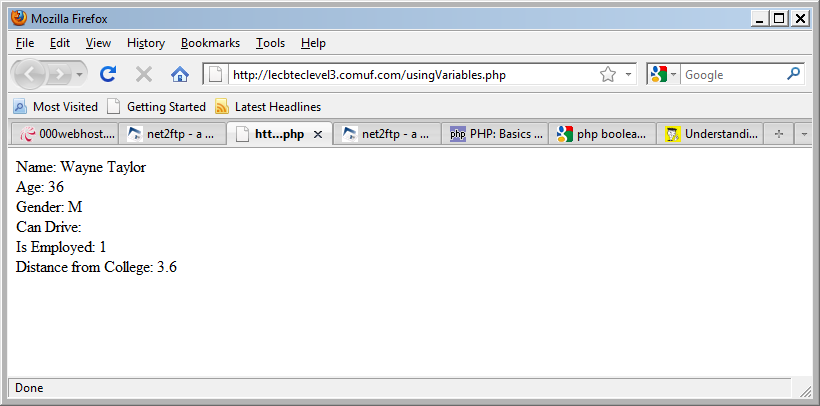 Mozilla Firefox
File Edit View History Bookmarks Tools Help
http://lecbteclevel3.comuf.com/usingVariables.php Google
Most Visited Getting Started Latest Headlines
000webhost.... net2ftp - a ... htt...php net2ftp - a ... PHP: Basics ... php boolea... Understandi...
Name: Wayne Taylor
Age: 36
Gender: M
Can Drive:
Is Employed: 1
Distance from College: 3.6
Done